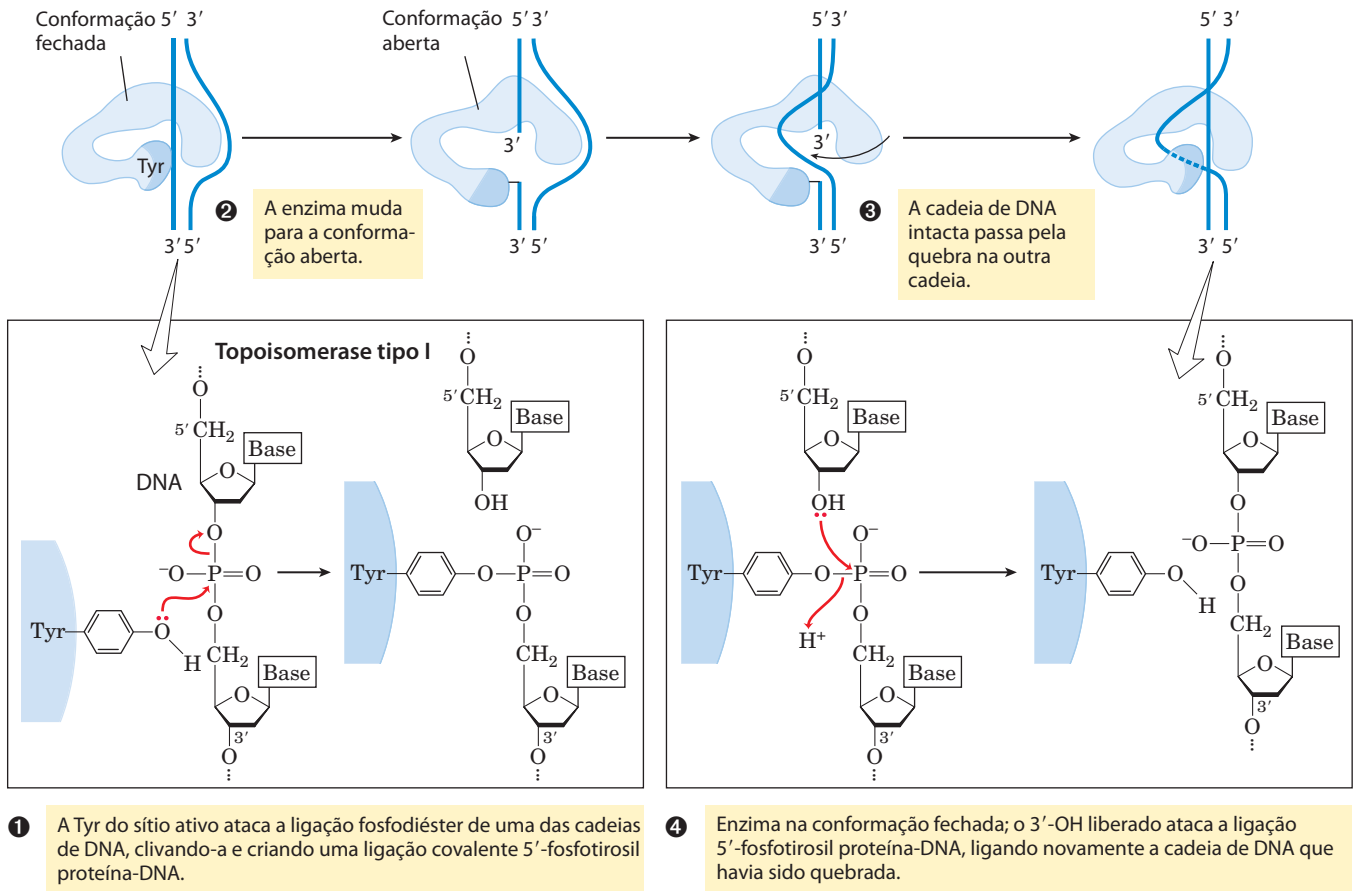 Conformação
fechada
5′ 3′
Tyr
3′ 5′
Conformação
aberta
5′ 3′
3′
3′ 5′
5′ 3′
3′
3′ 5′
5′ 3′
3′ 5′
❷ A enzima muda
para a conforma-
ção aberta.
❸ A cadeia de DNA
intacta passa pela
quebra na outra
cadeia.
Topoisomerase tipo I
O
5′ CH₂
Base
O
DNA
O
⁻O—P=O
O
Tyr
O
H
CH₂
Base
O
3′
O
O
5′ CH₂
Base
O
OH
O⁻
Tyr
O—P=O
O
CH₂
Base
O
3′
O
O
5′ CH₂
Base
O
OH
O⁻
Tyr
O—P=O
H⁺
O
CH₂
Base
O
3′
O
O
5′ CH₂
Base
O
O
⁻O—P=O
O
Tyr
O
H
CH₂
Base
O
3′
O
❶ A Tyr do sítio ativo ataca a ligação fosfodiéster de uma das cadeias
de DNA, clivando-a e criando uma ligação covalente 5′-fosfotirosil
proteína-DNA.
❹ Enzima na conformação fechada; o 3′-OH liberado ataca a ligação
5′-fosfotirosil proteína-DNA, ligando novamente a cadeia de DNA que
havia sido quebrada.